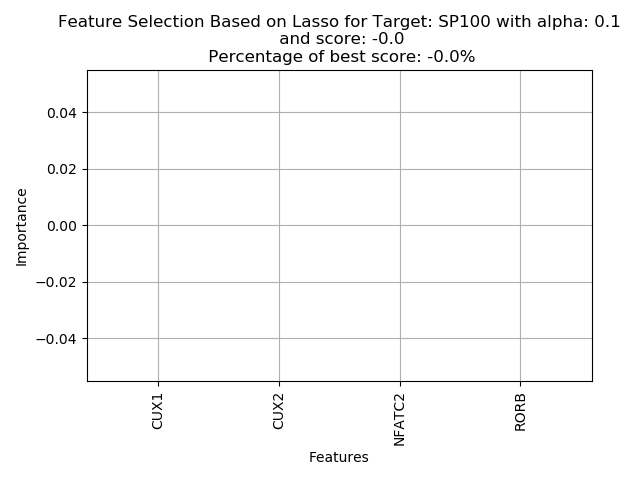 Feature Selection Based on Lasso for Target: SP100 with alpha: 0.1
and score: -0.0
Percentage of best score: -0.0%
Importance
0.04
0.02
0.00
−0.02
−0.04
CUX1
CUX2
NFATC2
RORB
Features